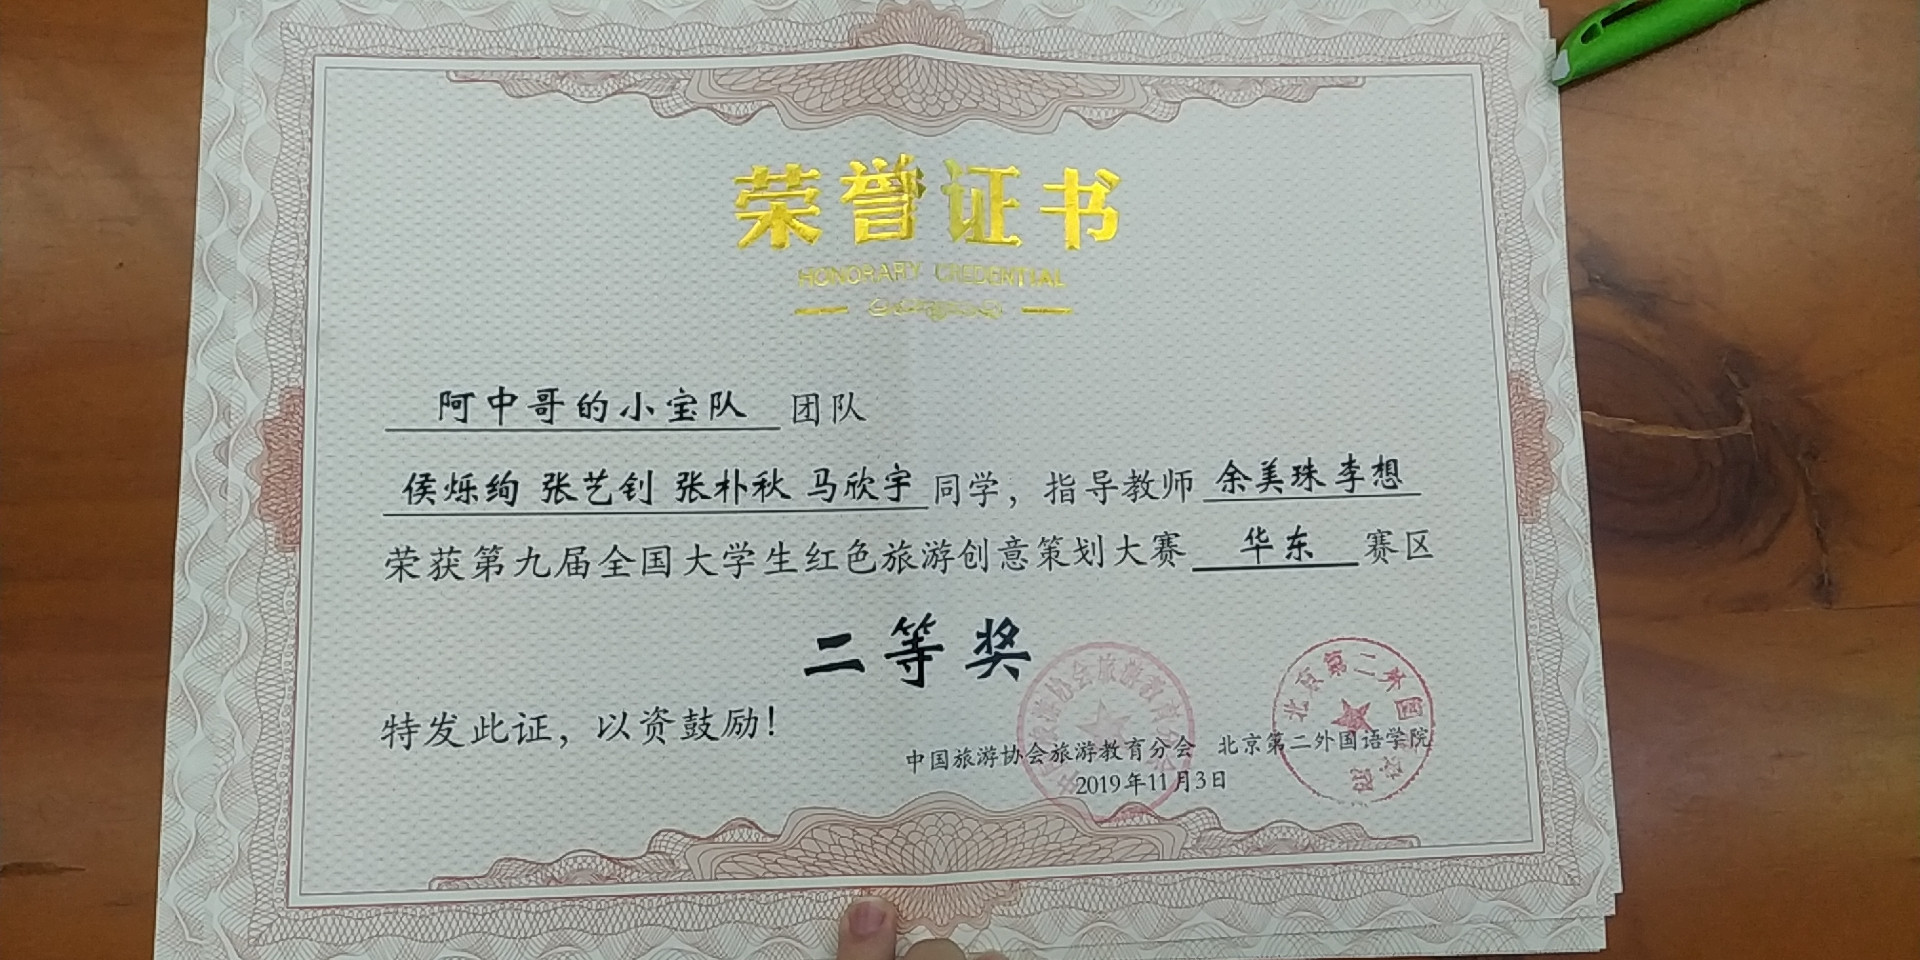 荣誉证书
HONORARY CREDENTIAL
阿中哥的小宝队 团队
侯烁绚 张艺钊 张朴秋 马欣宇 同学，指导教师 余美珠 李想
荣获第九届全国大学生红色旅游创意策划大赛 华东 赛区
二等奖
特发此证，以资鼓励！
中国旅游协会旅游教育分会 北京第二外国语学院
2019年11月3日